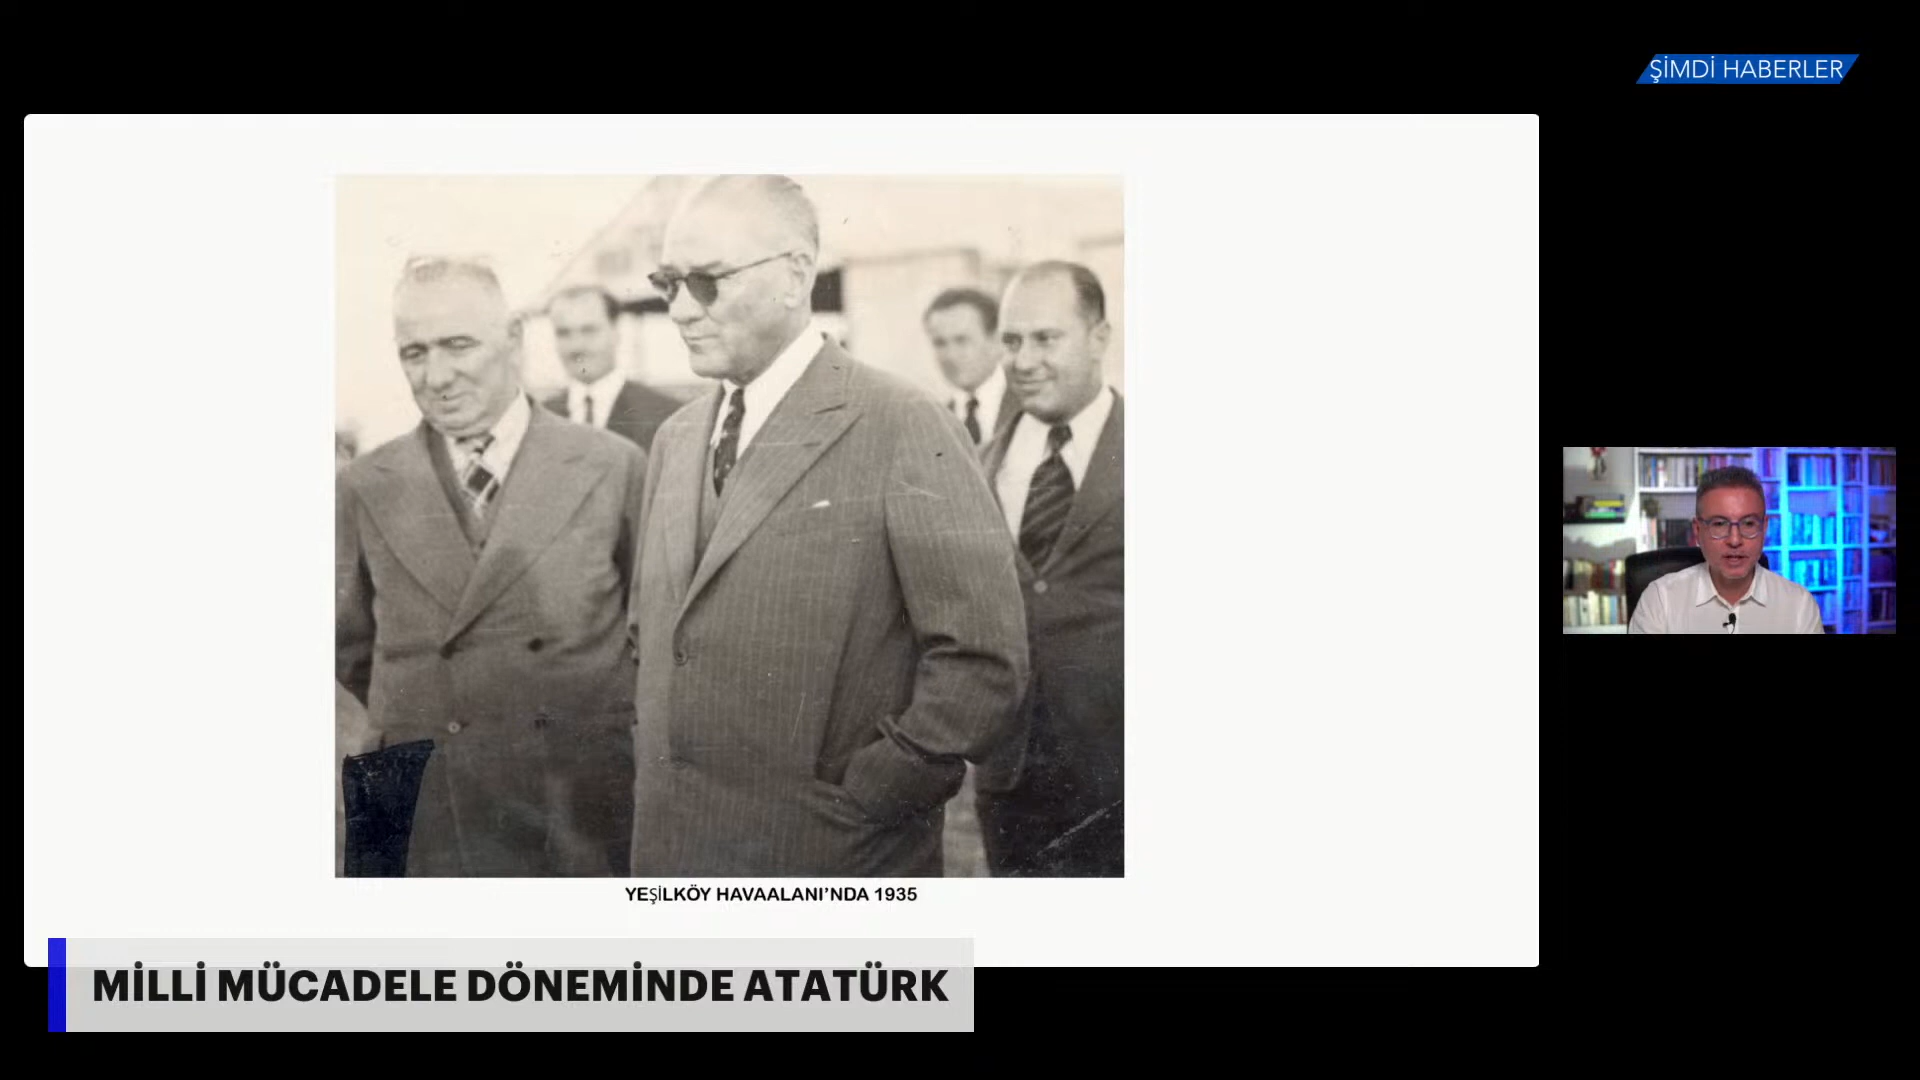 ŞİMDİ HABERLER
YEŞİLKÖY HAVAALANI'NDA 1935
MİLLİ MÜCADELE DÖNEMİNDE ATATÜRK